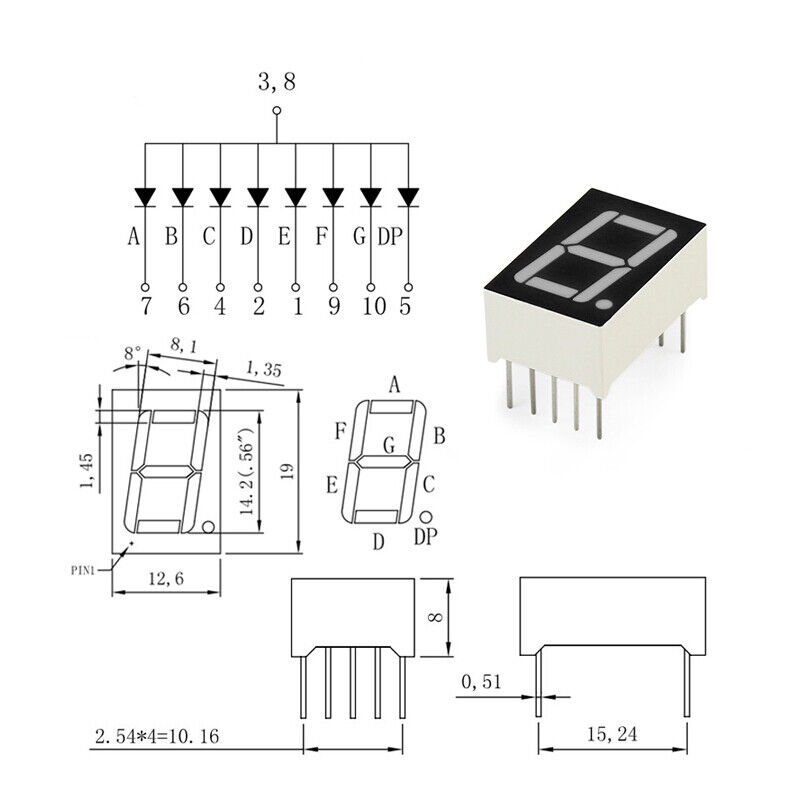 3,8
A B C D E F G DP
7 6 4 2 1 9 10 5
8° 8,1 1,35
1,45
14.2(.56")
19
PIN1
12,6
A
F B
G
E C
D DP
8
0,51
2.54*4=10.16
15,24